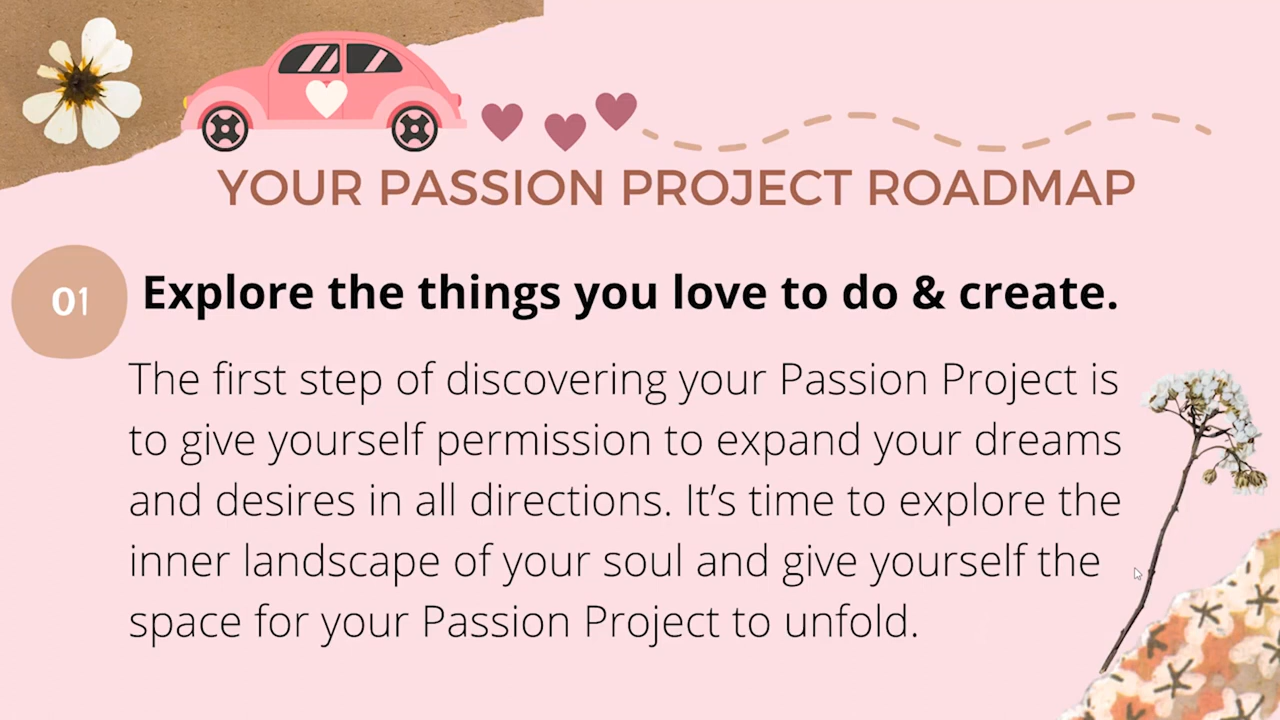 YOUR PASSION PROJECT ROADMAP
01
Explore the things you love to do & create.
The first step of discovering your Passion Project is
to give yourself permission to expand your dreams
and desires in all directions. It’s time to explore the
inner landscape of your soul and give yourself the
space for your Passion Project to unfold.